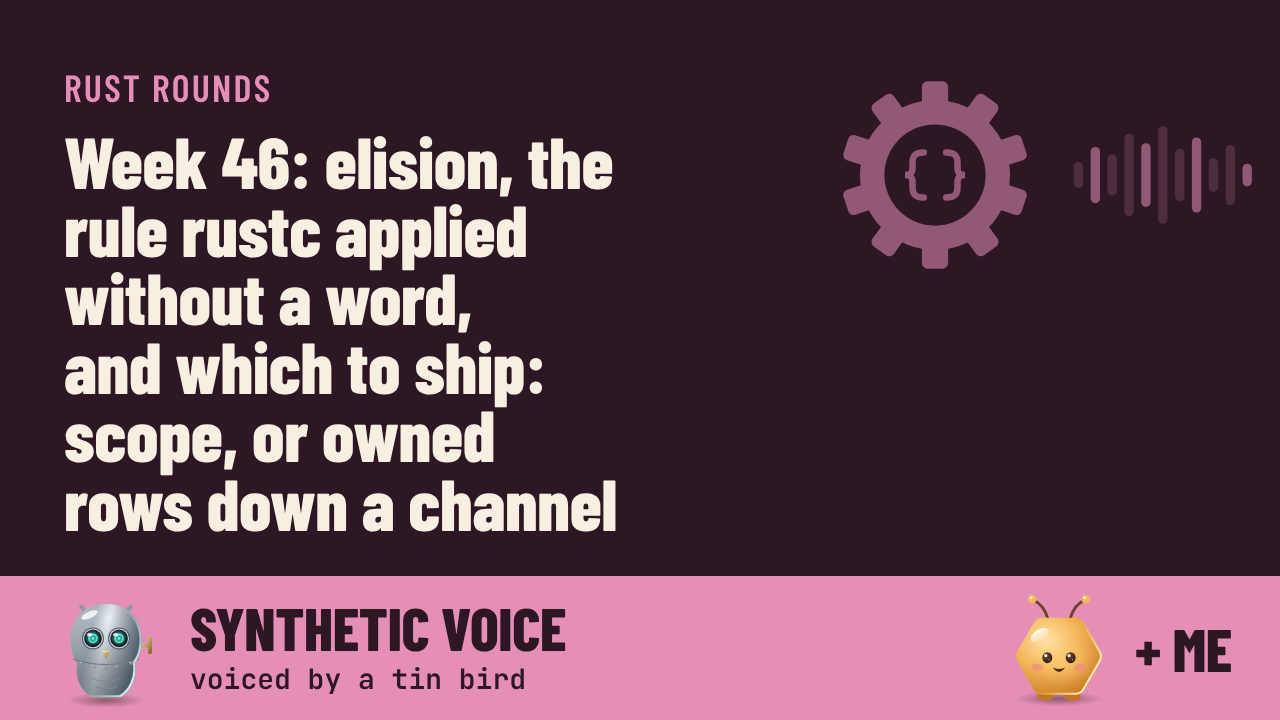 RUST ROUNDS
Week 46: elision, the
rule rustc applied
without a word,
and which to ship:
scope, or owned
rows down a channel
{ }
SYNTHETIC VOICE
voiced by a tin bird
+ ME